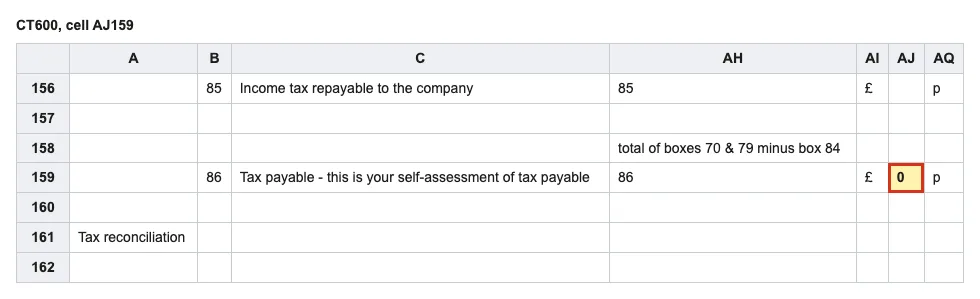 CT600, cell AJ159
A B C AH AI AJ AQ
156 85 Income tax repayable to the company 85 £ p
157
158 total of boxes 70 & 79 minus box 84
159 86 Tax payable - this is your self-assessment of tax payable 86 £ 0 p
160
161 Tax reconciliation
162